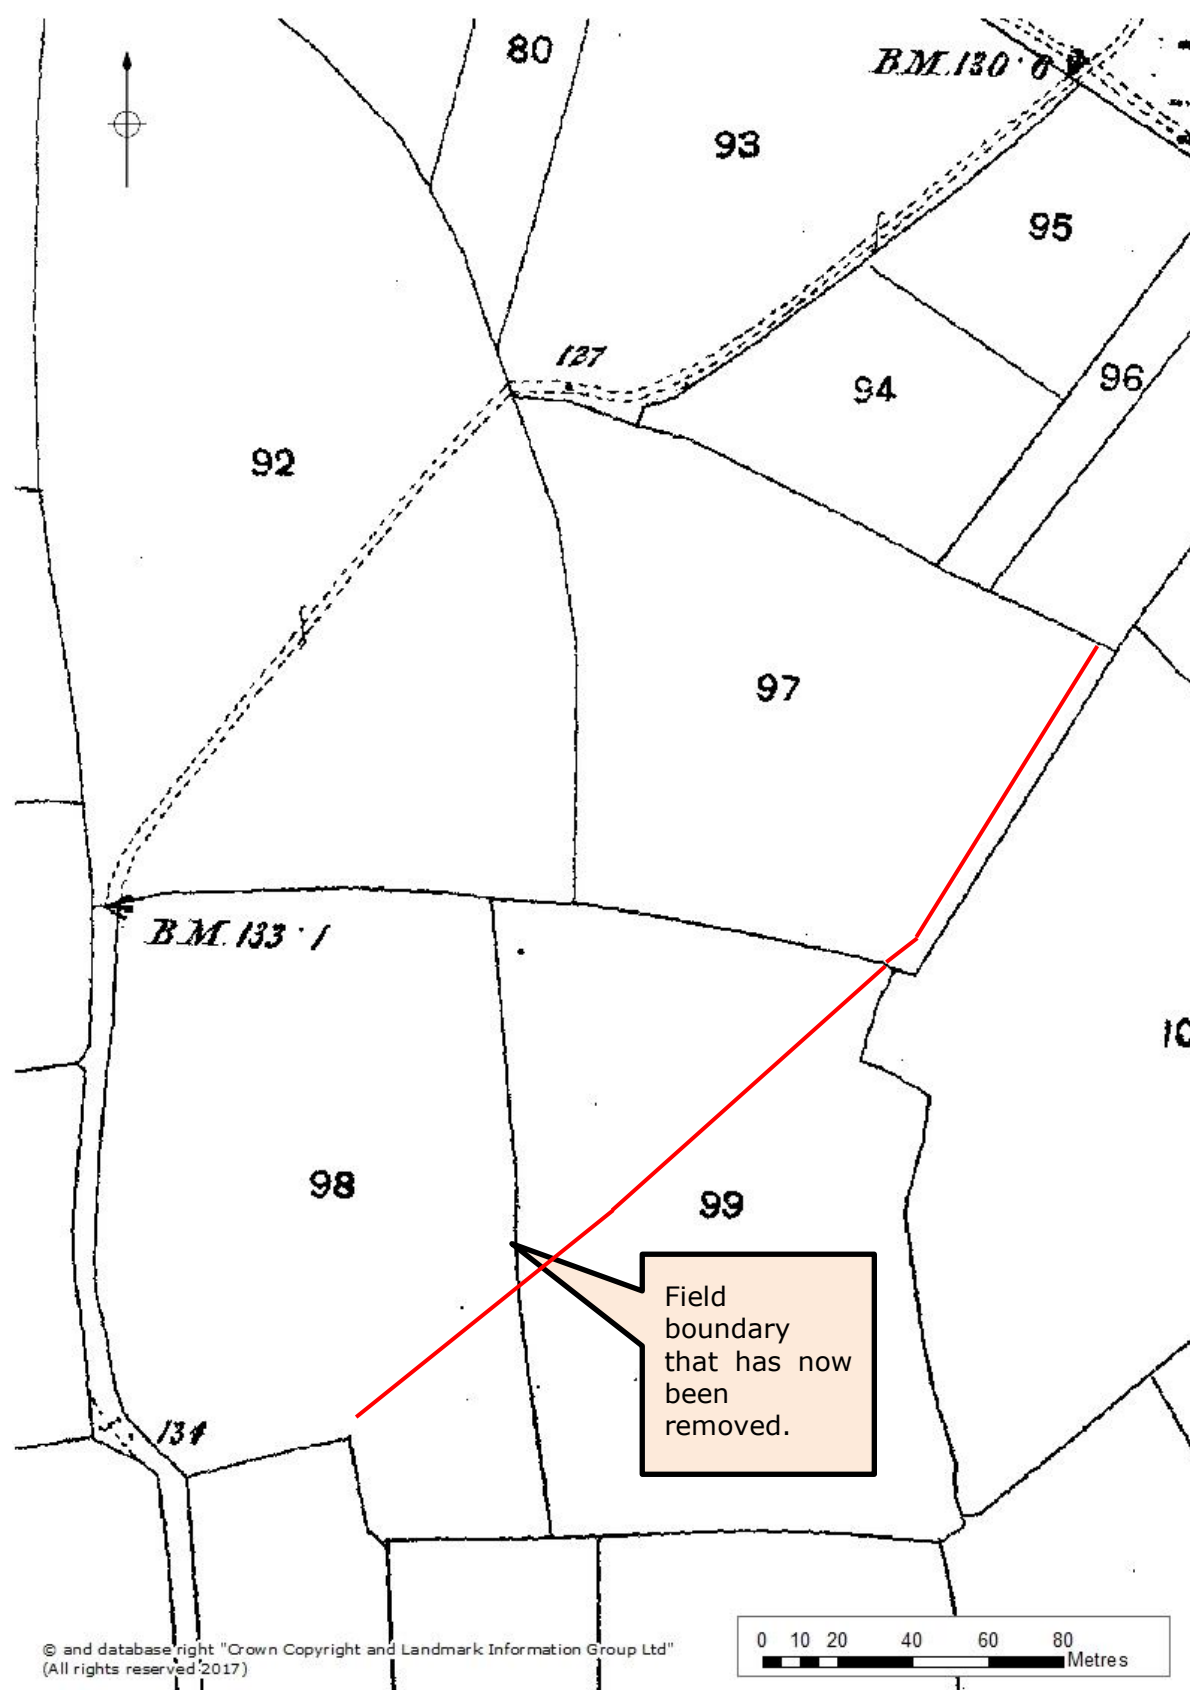 80
B.M. 130·6
93
95
127
94
96
92
97
B.M. 133·1
10
98
99
Field
boundary
that has now
been
removed.
134
© and database right "Crown Copyright and Landmark Information Group Ltd"
(All rights reserved 2017)
0 10 20 40 60 80
Metres